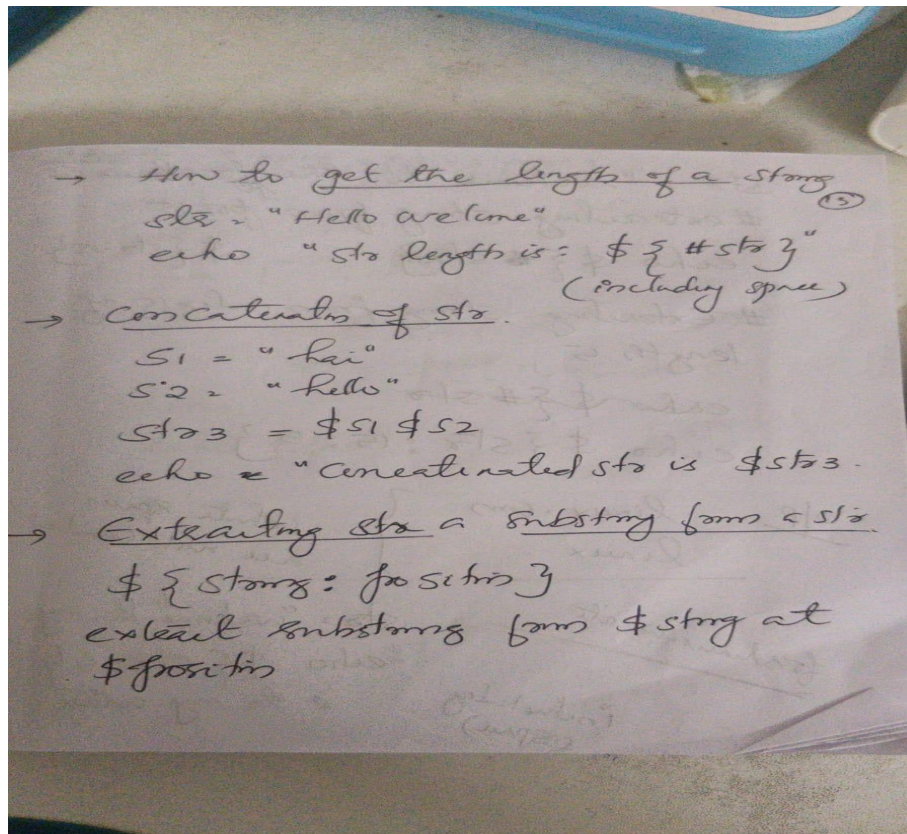 → How to get the length of a string
(13)
str = "Hello welcome"
echo "str length is: ${#str}"
(including space)
→ Concatenation of str.
S1 = "hai"
S2 = "hello"
str3 = $S1 $S2
echo = "Concatinated str is $str3.
→ Extracting str a substring from a str.
${string: position}
extract substring from $string at
$position